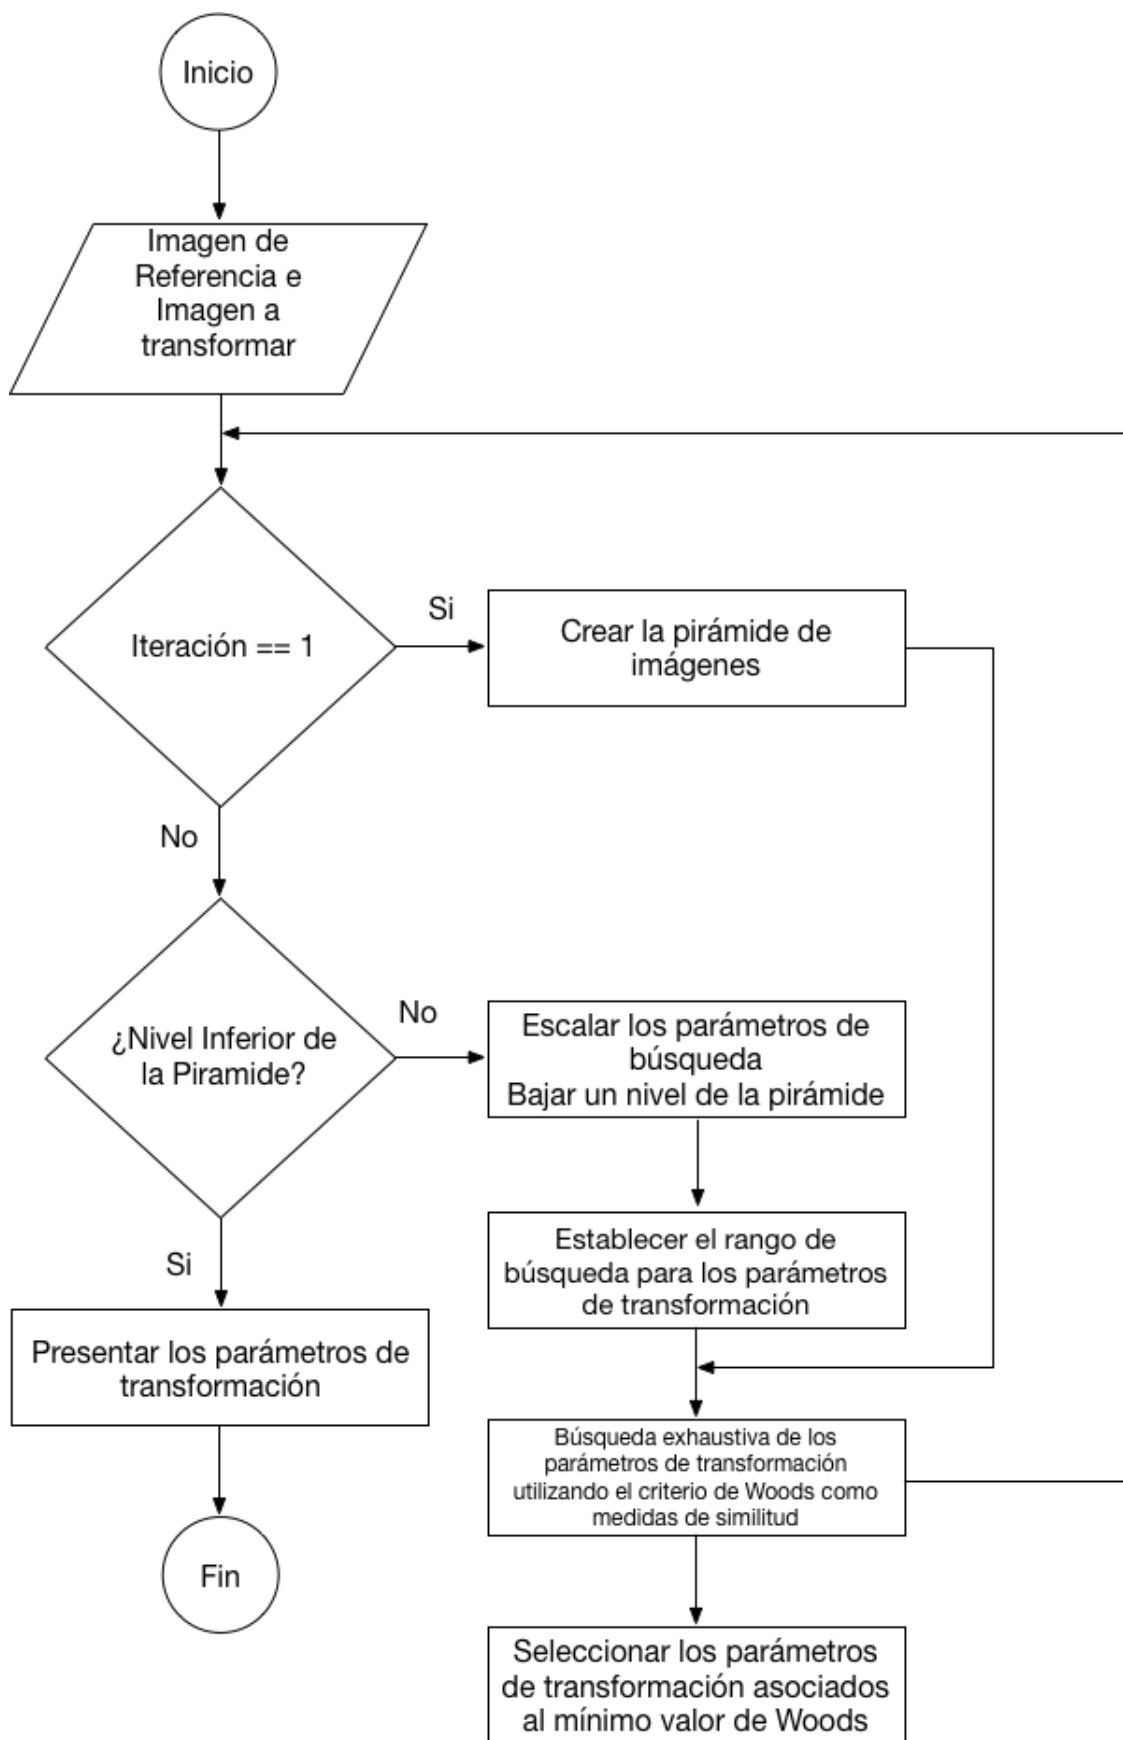 Inicio
Imagen de
Referencia e
Imagen a
transformar
Iteración == 1
Si
Crear la pirámide de
imágenes
No
¿Nivel Inferior de
la Piramide?
No
Escalar los parámetros de
búsqueda
Bajar un nivel de la pirámide
Establecer el rango de
búsqueda para los parámetros
de transformación
Si
Presentar los parámetros de
transformación
Búsqueda exhaustiva de los
parámetros de transformación
utilizando el criterio de Woods como
medidas de similitud
Fin
Seleccionar los parámetros
de transformación asociados
al mínimo valor de Woods